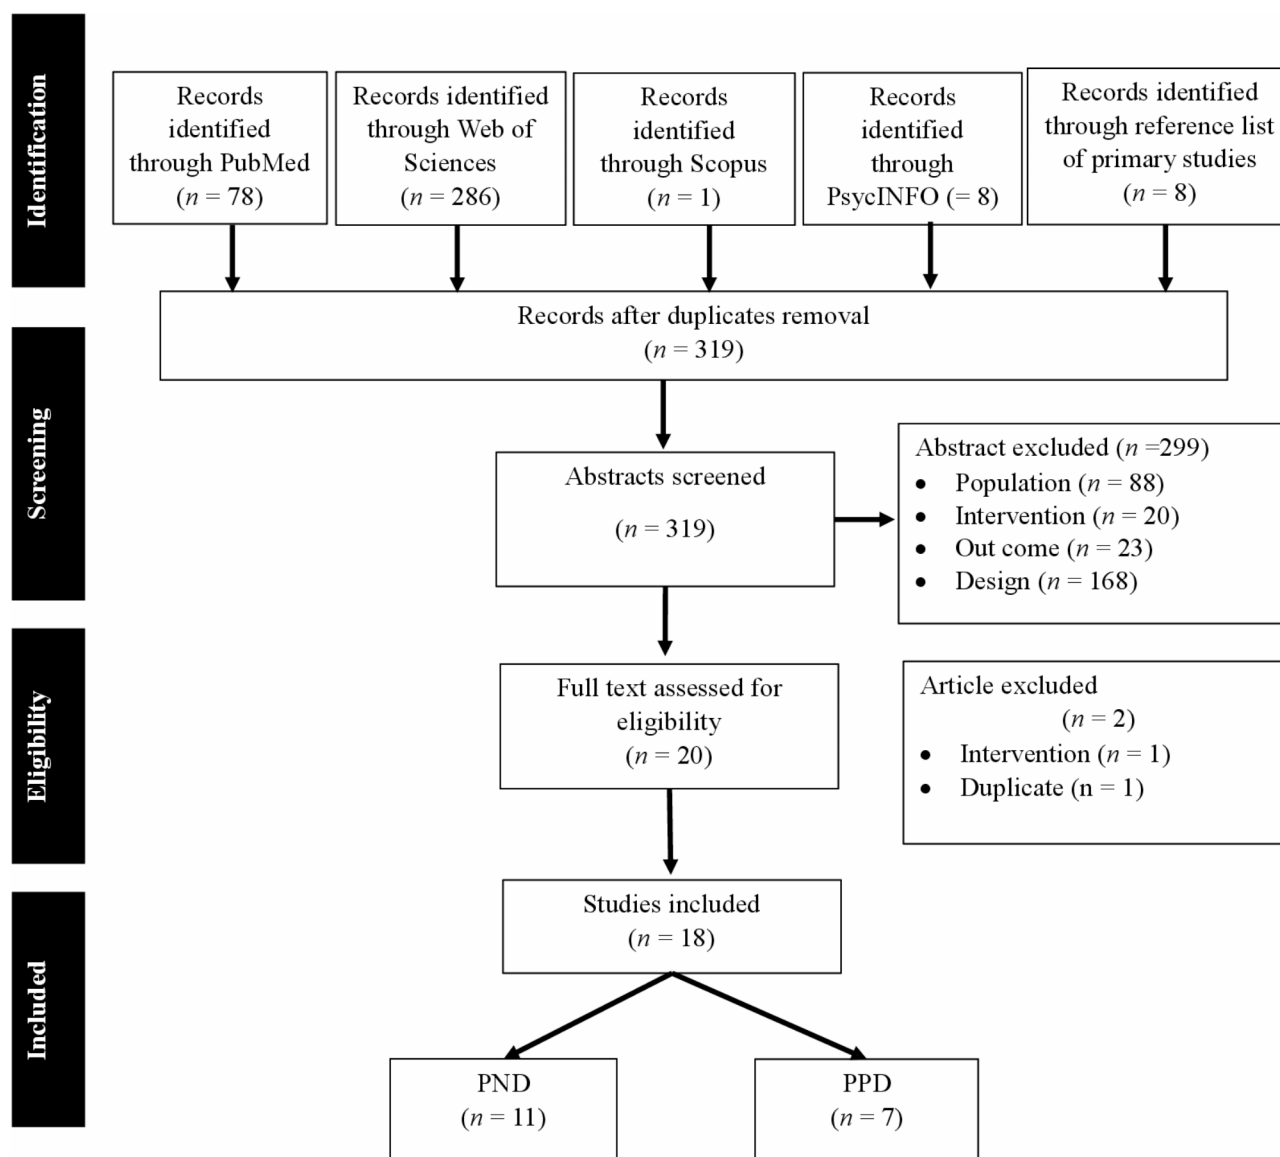 Identification
Records
identified
through PubMed
(n = 78)
Records identified
through Web of
Sciences
(n = 286)
Records
identified
through Scopus
(n = 1)
Records
identified
through
PsycINFO (= 8)
Records identified
through reference list
of primary studies
(n = 8)
Records after duplicates removal
(n = 319)
Screening
Abstracts screened
(n = 319)
Abstract excluded (n =299)
• Population (n = 88)
• Intervention (n = 20)
• Out come (n = 23)
• Design (n = 168)
Eligibility
Full text assessed for
eligibility
(n = 20)
Article excluded
(n = 2)
• Intervention (n = 1)
• Duplicate (n = 1)
Included
Studies included
(n = 18)
PND
(n = 11)
PPD
(n = 7)